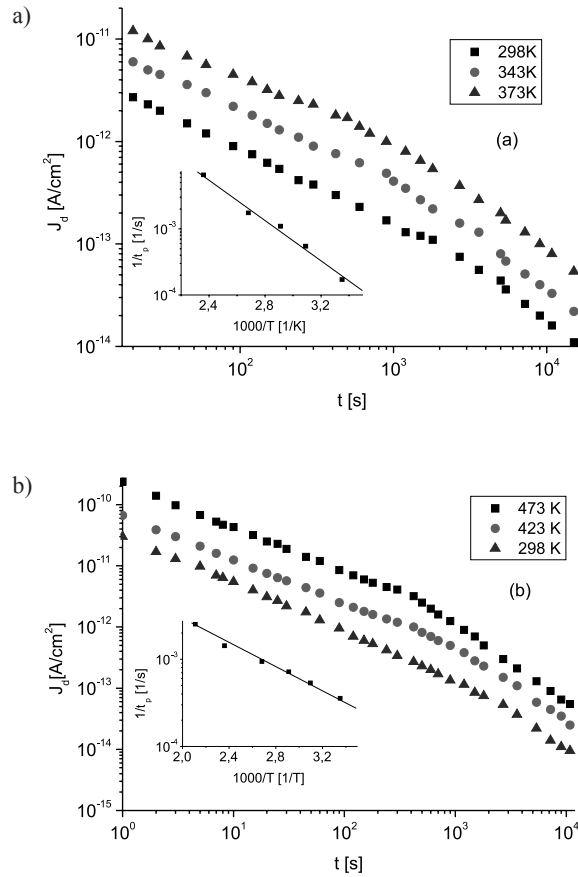 a)
10⁻¹¹
10⁻¹²
10⁻¹³
10⁻¹⁴
J_d [A/cm²]
298K
343K
373K
(a)
10⁻³
10⁻⁴
1/t_p [1/s]
2,4 2,8 3,2
1000/T [1/K]
10² 10³ 10⁴
t [s]
b)
10⁻¹⁰
10⁻¹¹
10⁻¹²
10⁻¹³
10⁻¹⁴
10⁻¹⁵
J_d[A/cm²]
473 K
423 K
298 K
(b)
10⁻³
10⁻⁴
1/t_p [1/s]
2,0 2,4 2,8 3,2
1000/T [1/T]
10⁰ 10¹ 10² 10³ 10⁴
t [s]